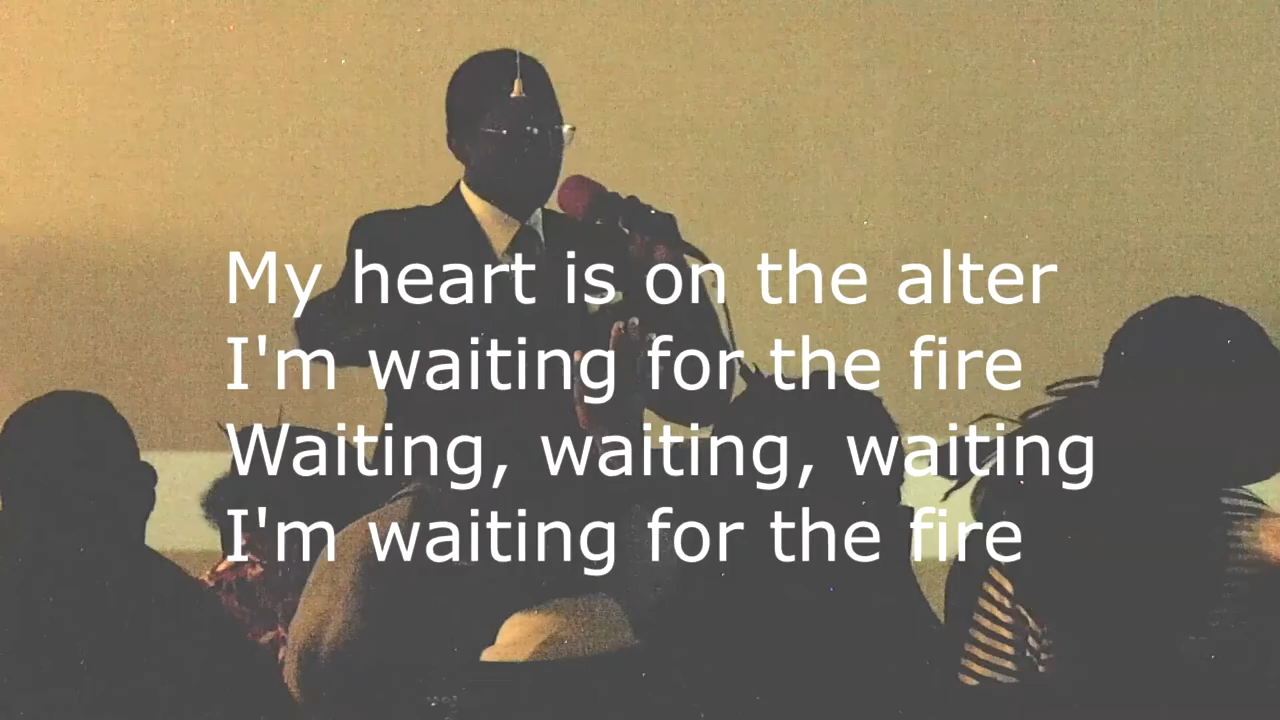 My heart is on the alter
I'm waiting for the fire
Waiting, waiting, waiting
I'm waiting for the fire